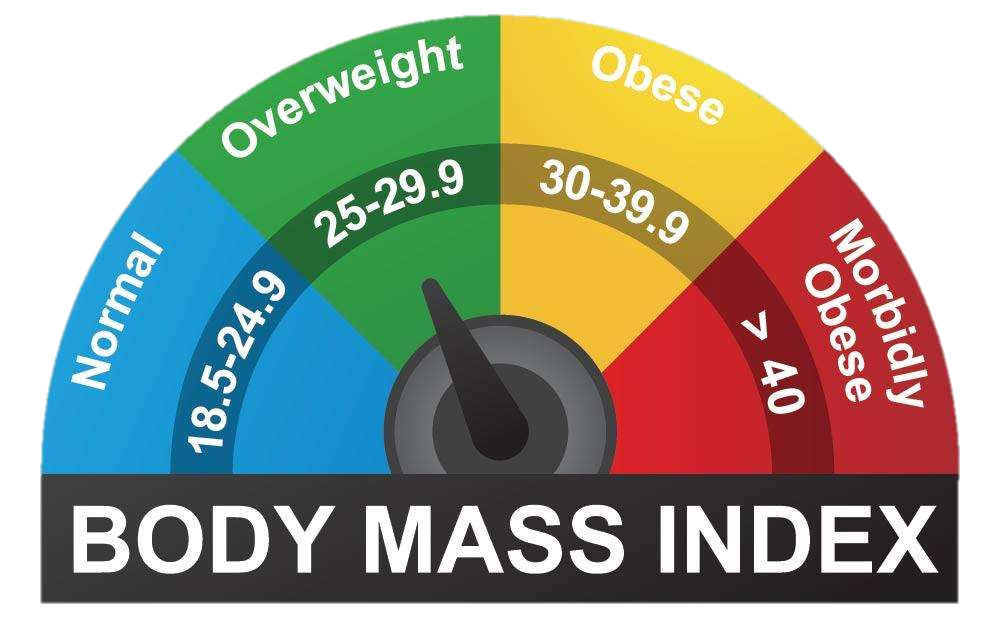 Normal
18.5-24.9
Overweight
25-29.9
Obese
30-39.9
Morbidly
Obese
> 40
BODY MASS INDEX